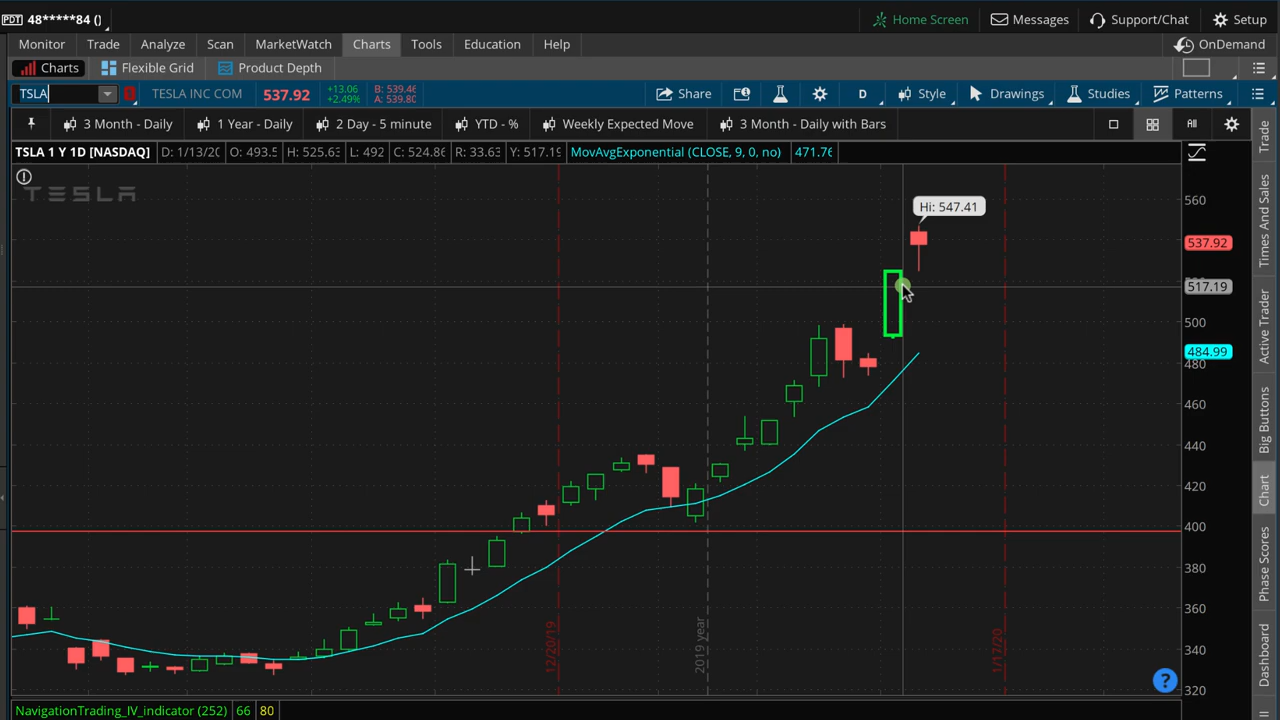 PDT 48*****84 ()
Home Screen Messages Support/Chat Setup
Monitor Trade Analyze Scan MarketWatch Charts Tools Education Help OnDemand
Charts Flexible Grid Product Depth
TSLA TESLA INC COM 537.92 +13.06 +2.49% B: 539.46 A: 539.80 Share D Style Drawings Studies Patterns
3 Month - Daily 1 Year - Daily 2 Day - 5 minute YTD - % Weekly Expected Move 3 Month - Daily with Bars All
TSLA 1 Y 1D [NASDAQ] D: 1/13/20 O: 493.5 H: 525.63 L: 492 C: 524.86 R: 33.63 Y: 517.19 MovAvgExponential (CLOSE, 9, 0, no) 471.76
TESLA
Hi: 547.41
560
537.92
517.19
500
484.99
480
460
440
420
400
380
360
340
320
12/20/19
2019 year
1/17/20
Trade
Times And Sales
Active Trader
Big Buttons
Chart
Phase Scores
Dashboard
?
NavigationTrading_IV_indicator (252) 66 80